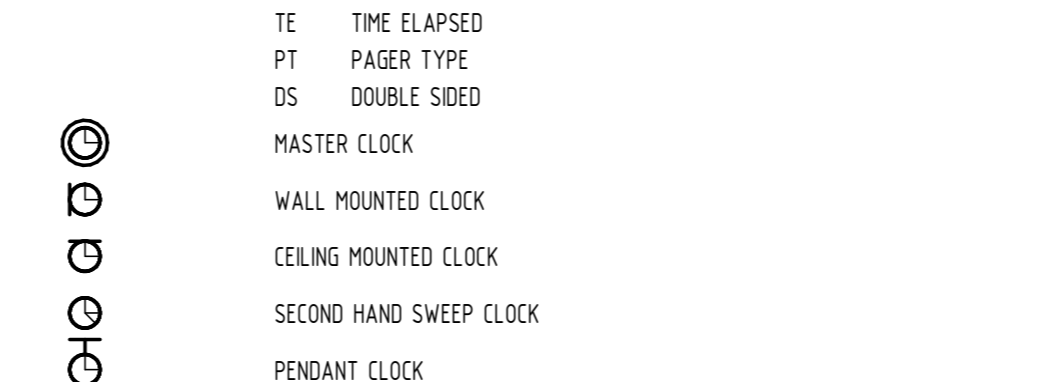 TE TIME ELAPSED
PT PAGER TYPE
DS DOUBLE SIDED
MASTER CLOCK
WALL MOUNTED CLOCK
CEILING MOUNTED CLOCK
SECOND HAND SWEEP CLOCK
PENDANT CLOCK